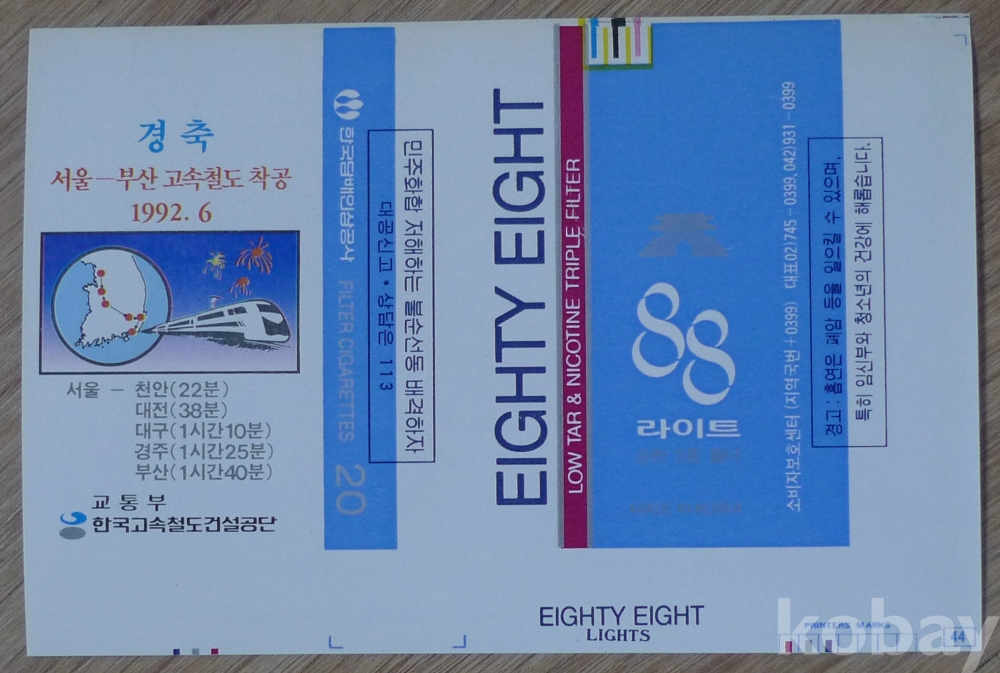 경 축
서울－부산 고속철도 착공
1992. 6
서울 － 천안(22분)
대전(38분)
대구(1시간10분)
경주(1시간25분)
부산(1시간40분)
교 통 부
한국고속철도건설공단
한국담배인삼공사 FILTER CIGARETTES 20
민주화합 저해하는 불순선동 배격하자
대공신고 · 상담은 113
EIGHTY EIGHT
LOW TAR & NICOTINE TRIPLE FILTER
88
라이트
소비자보호센터 (지역국번+0399) 대표02)745-0399, 042)931-0399
경고 : 흡연은 폐암 등을 일으킬 수 있으며,
특히 임신부와 청소년의 건강에 해롭습니다.
EIGHTY EIGHT
LIGHTS
PRINTERS MARKS
44
kobay